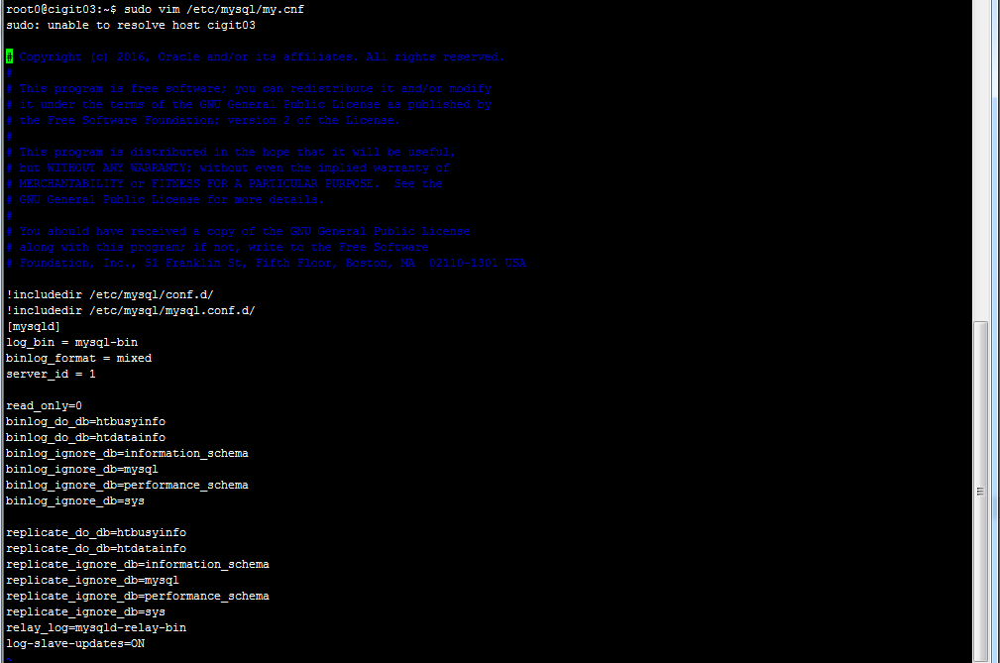 root0@cigit03:~$ sudo vim /etc/mysql/my.cnf
sudo: unable to resolve host cigit03
# Copyright (c) 2016, Oracle and/or its affiliates. All rights reserved.
#
# This program is free software; you can redistribute it and/or modify
# it under the terms of the GNU General Public License as published by
# the Free Software Foundation; version 2 of the License.
#
# This program is distributed in the hope that it will be useful,
# but WITHOUT ANY WARRANTY; without even the implied warranty of
# MERCHANTABILITY or FITNESS FOR A PARTICULAR PURPOSE.  See the
# GNU General Public License for more details.
#
# You should have received a copy of the GNU General Public License
# along with this program; if not, write to the Free Software
# Foundation, Inc., 51 Franklin St, Fifth Floor, Boston, MA  02110-1301 USA
!includedir /etc/mysql/conf.d/
!includedir /etc/mysql/mysql.conf.d/
[mysqld]
log_bin = mysql-bin
binlog_format = mixed
server_id = 1
read_only=0
binlog_do_db=htbusyinfo
binlog_do_db=htdatainfo
binlog_ignore_db=information_schema
binlog_ignore_db=mysql
binlog_ignore_db=performance_schema
binlog_ignore_db=sys
replicate_do_db=htbusyinfo
replicate_do_db=htdatainfo
replicate_ignore_db=information_schema
replicate_ignore_db=mysql
replicate_ignore_db=performance_schema
replicate_ignore_db=sys
relay_log=mysqld-relay-bin
log-slave-updates=ON